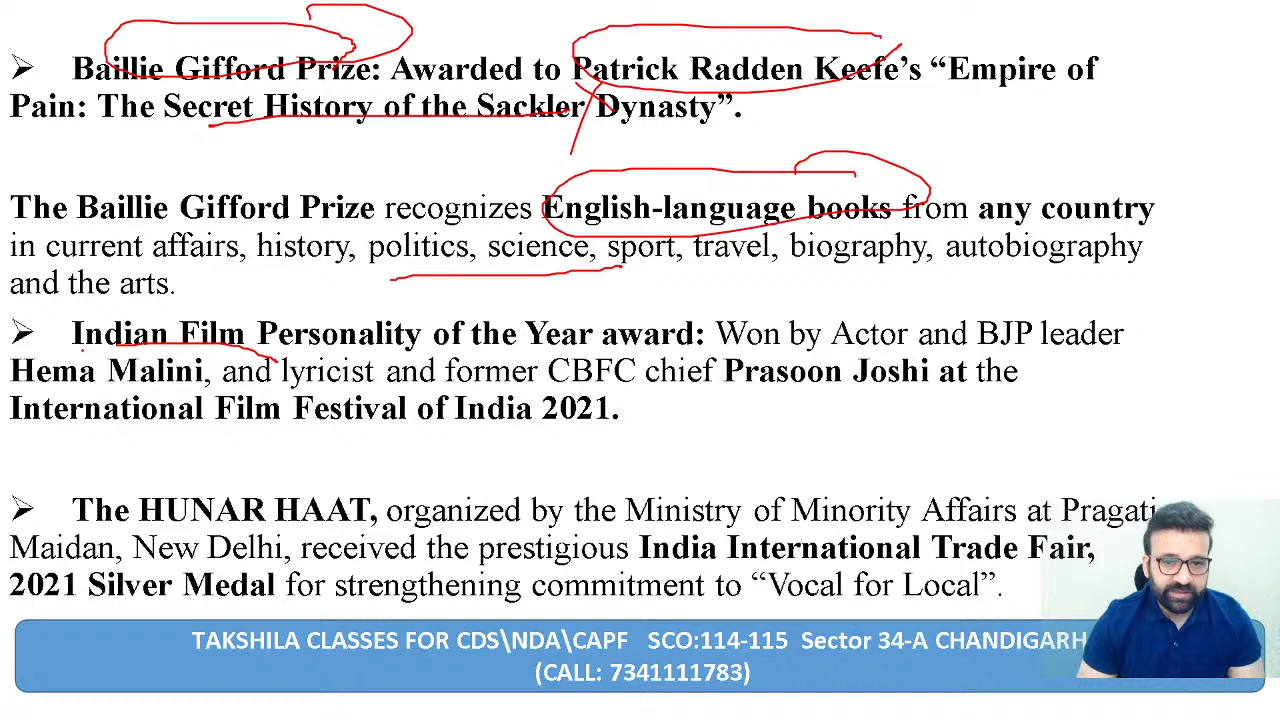 ➢ Baillie Gifford Prize: Awarded to Patrick Radden Keefe’s “Empire of
Pain: The Secret History of the Sackler Dynasty”.
The Baillie Gifford Prize recognizes English-language books from any country
in current affairs, history, politics, science, sport, travel, biography, autobiography
and the arts.
➢ Indian Film Personality of the Year award: Won by Actor and BJP leader
Hema Malini, and lyricist and former CBFC chief Prasoon Joshi at the
International Film Festival of India 2021.
➢ The HUNAR HAAT, organized by the Ministry of Minority Affairs at Pragati
Maidan, New Delhi, received the prestigious India International Trade Fair,
2021 Silver Medal for strengthening commitment to “Vocal for Local”.
TAKSHILA CLASSES FOR CDS\NDA\CAPF SCO:114-115 Sector 34-A CHANDIGARH
(CALL: 7341111783)